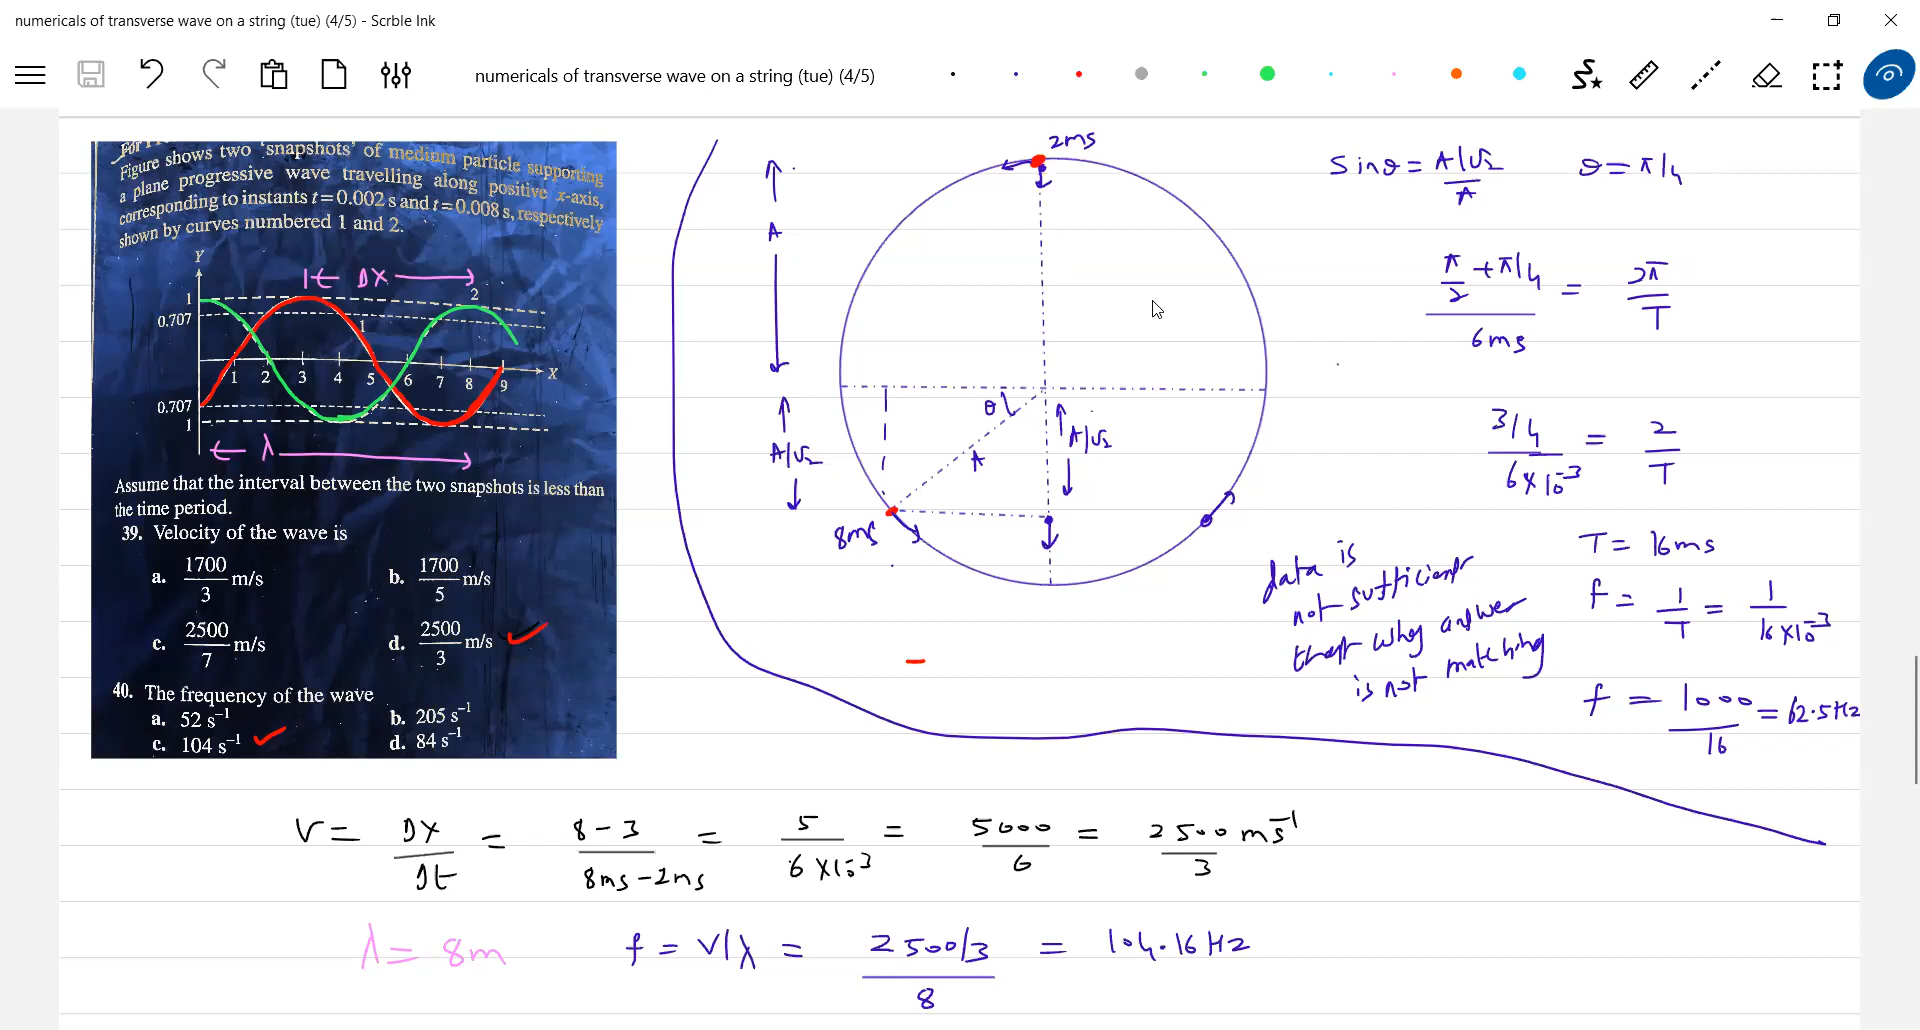 numericals of transverse wave on a string (tue) (4/5) - Scrble Ink
numericals of transverse wave on a string (tue) (4/5)
Figure shows two 'snapshots' of medium particle supporting
a plane progressive wave travelling along positive x-axis,
corresponding to instants t = 0.002 s and t = 0.008 s, respectively
shown by curves numbered 1 and 2.
Y
Δx
2
1
0.707
1
1 2 3 4 5 6 7 8 9 X
0.707
1
λ
Assume that the interval between the two snapshots is less than
the time period.
39. Velocity of the wave is
a. 1700/3 m/s b. 1700/5 m/s
c. 2500/7 m/s d. 2500/3 m/s
40. The frequency of the wave
a. 52 s⁻¹ b. 205 s⁻¹
c. 104 s⁻¹ d. 84 s⁻¹
2ms
A
θ
A/√2
A/√2
A
8ms
Sinθ = (A/√2)/A θ = π/4
(π/2 + π/4)/6ms = 2π/T
(3/4)/(6×10⁻³) = 2/T
T = 16ms
f = 1/T = 1/(16×10⁻³)
f = 1000/16 = 62.5Hz
data is
not sufficient
that why answer
is not matching
V = Δx/Δt = (8-3)/(8ms-2ms) = 5/(6×10⁻³) = 5000/6 = 2500/3 ms⁻¹
λ = 8m f = V/λ = (2500/3)/8 = 104.16 Hz